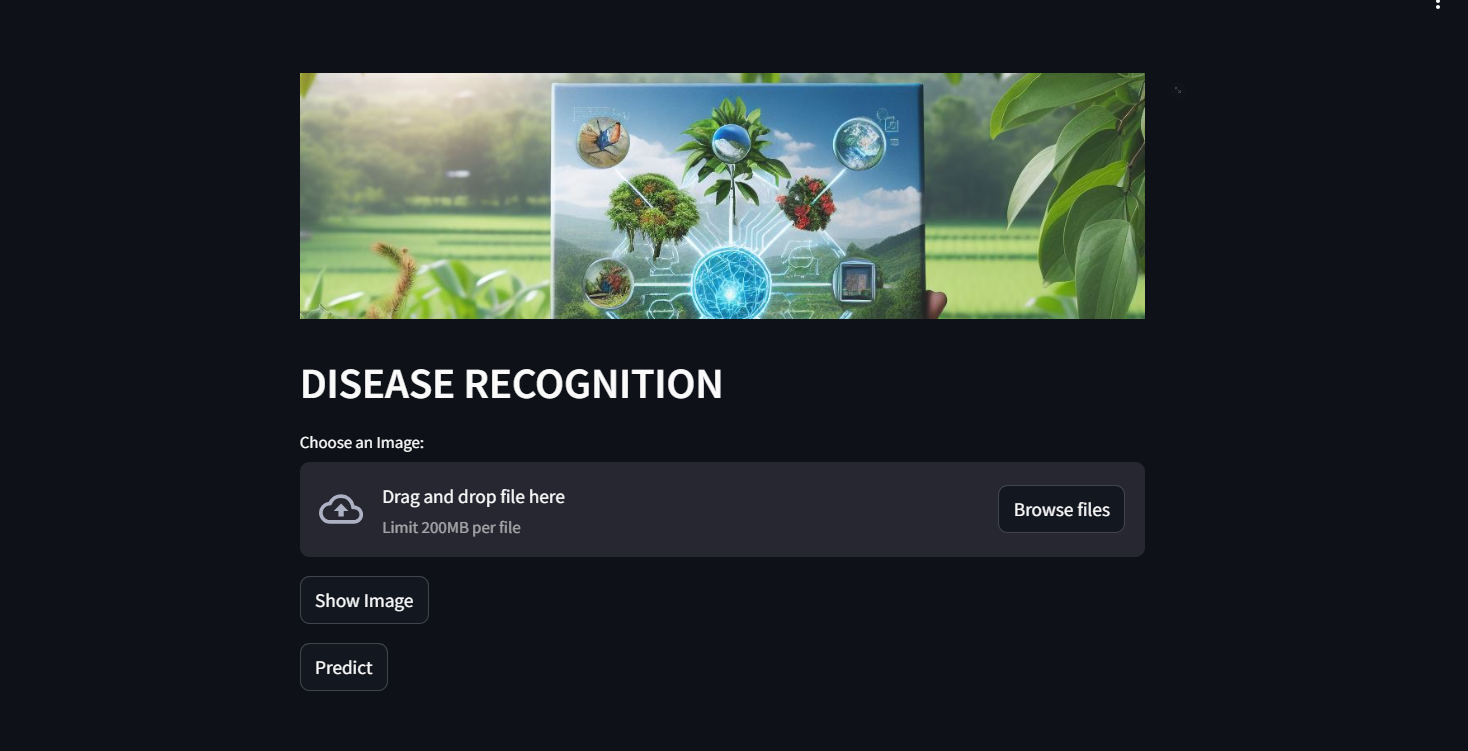 DISEASE RECOGNITION
Choose an Image:
Drag and drop file here
Limit 200MB per file
Browse files
Show Image
Predict